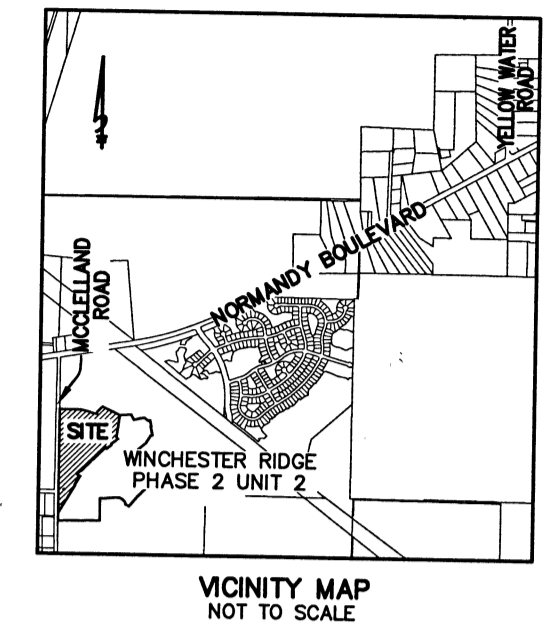 YELLOW WATER
ROAD
NORMANDY BOULEVARD
MCCLELLAND
ROAD
SITE
WINCHESTER RIDGE
PHASE 2 UNIT 2
VICINITY MAP
NOT TO SCALE